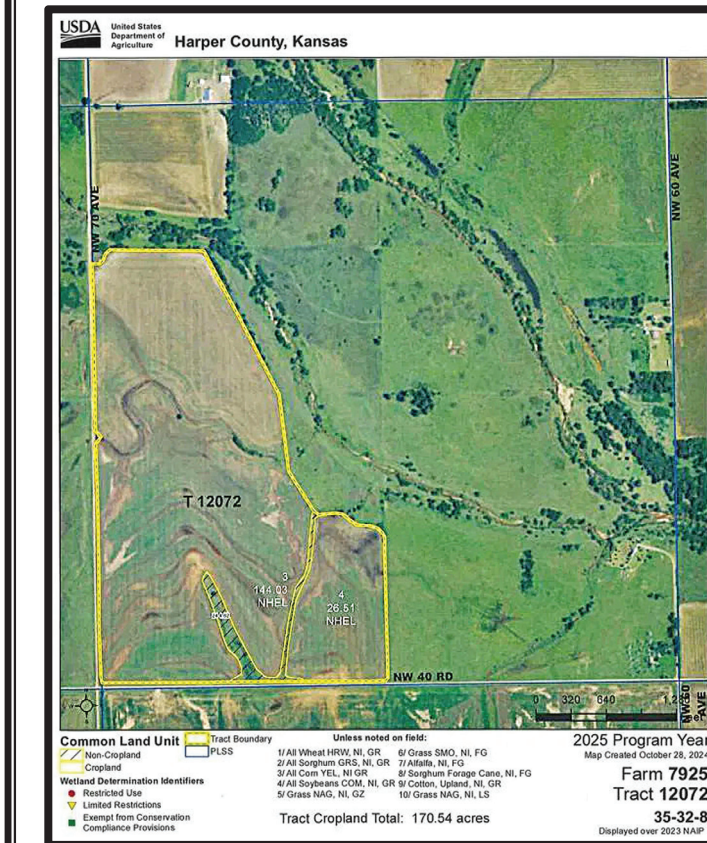 USDA
United States
Department of
Agriculture
Harper County, Kansas
NW 70 AVE
NW 60 AVE
T 12072
3
144.03
NHEL
4
26.51
NHEL
NW 40 RD
0 320 640
NW 60
AVE
Common Land Unit
Non-Cropland
Cropland
Tract Boundary
PLSS
Wetland Determination Identifiers
Restricted Use
Limited Restrictions
Exempt from Conservation
Compliance Provisions
Unless noted on field:
1/ All Wheat HRW, NI, GR
2/ All Sorghum GRS, NI, GR
3/ All Corn YEL, NI GR
4/ All Soybeans COM, NI, GR
5/ Grass NAG, NI, GZ
6/ Grass SMO, NI, FG
7/ Alfalfa, NI, FG
8/ Sorghum Forage Cane, NI, FG
9/ Cotton, Upland, NI, GR
10/ Grass NAG, NI, LS
Tract Cropland Total: 170.54 acres
2025 Program Year
Map Created October 28, 2024
Farm 7925
Tract 12072
35-32-8
Displayed over 2023 NAIP